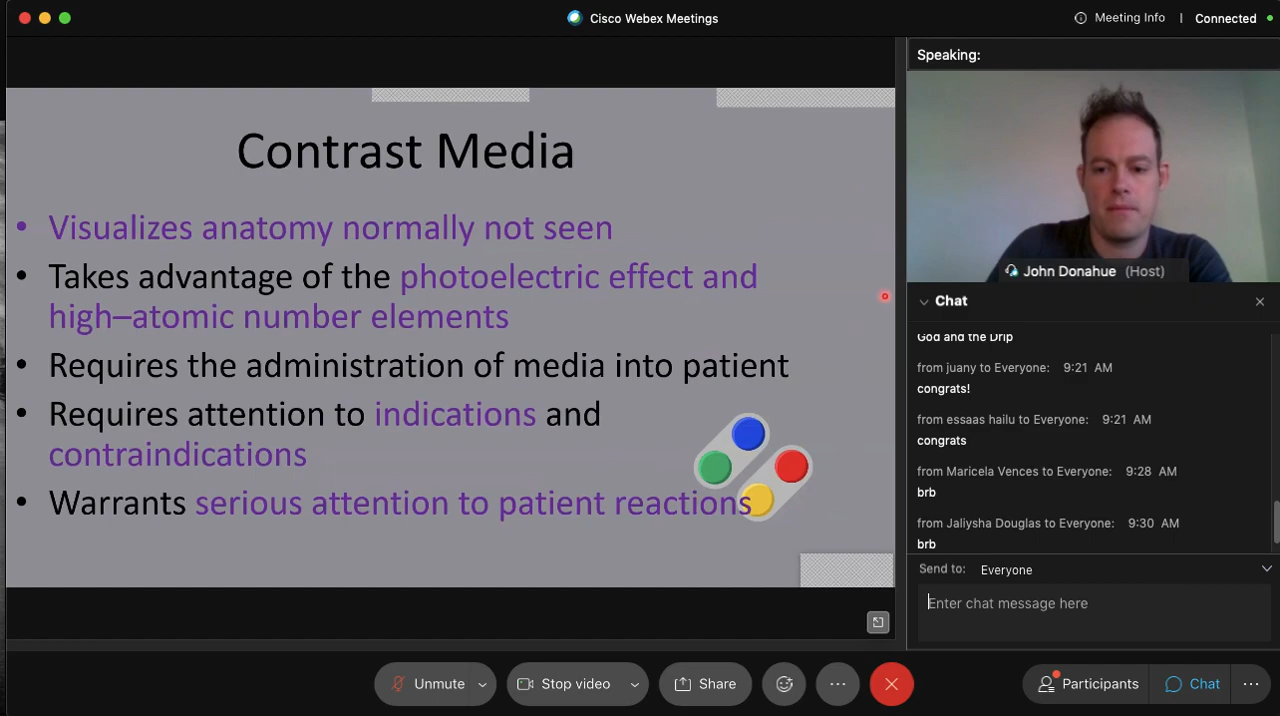 Cisco Webex Meetings
Meeting Info
Connected
Speaking:
Contrast Media
• Visualizes anatomy normally not seen
• Takes advantage of the photoelectric effect and
high–atomic number elements
• Requires the administration of media into patient
• Requires attention to indications and
contraindications
• Warrants serious attention to patient reactions
John Donahue (Host)
Chat
God and the Drip
from juany to Everyone: 9:21 AM
congrats!
from essaas hailu to Everyone: 9:21 AM
congrats
from Maricela Vences to Everyone: 9:28 AM
brb
from Jaliysha Douglas to Everyone: 9:30 AM
brb
Send to: Everyone
Enter chat message here
Unmute
Stop video
Share
Participants
Chat